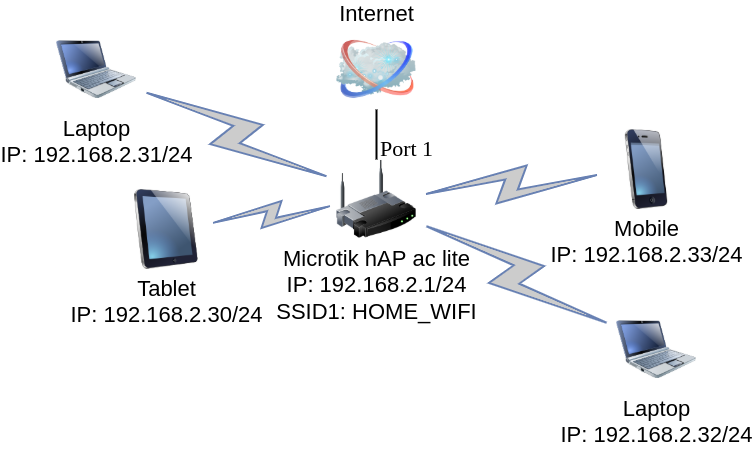 Internet
Port 1
Laptop
IP: 192.168.2.31/24
Microtik hAP ac lite
IP: 192.168.2.1/24
SSID1: HOME_WIFI
Mobile
IP: 192.168.2.33/24
Tablet
IP: 192.168.2.30/24
Laptop
IP: 192.168.2.32/24